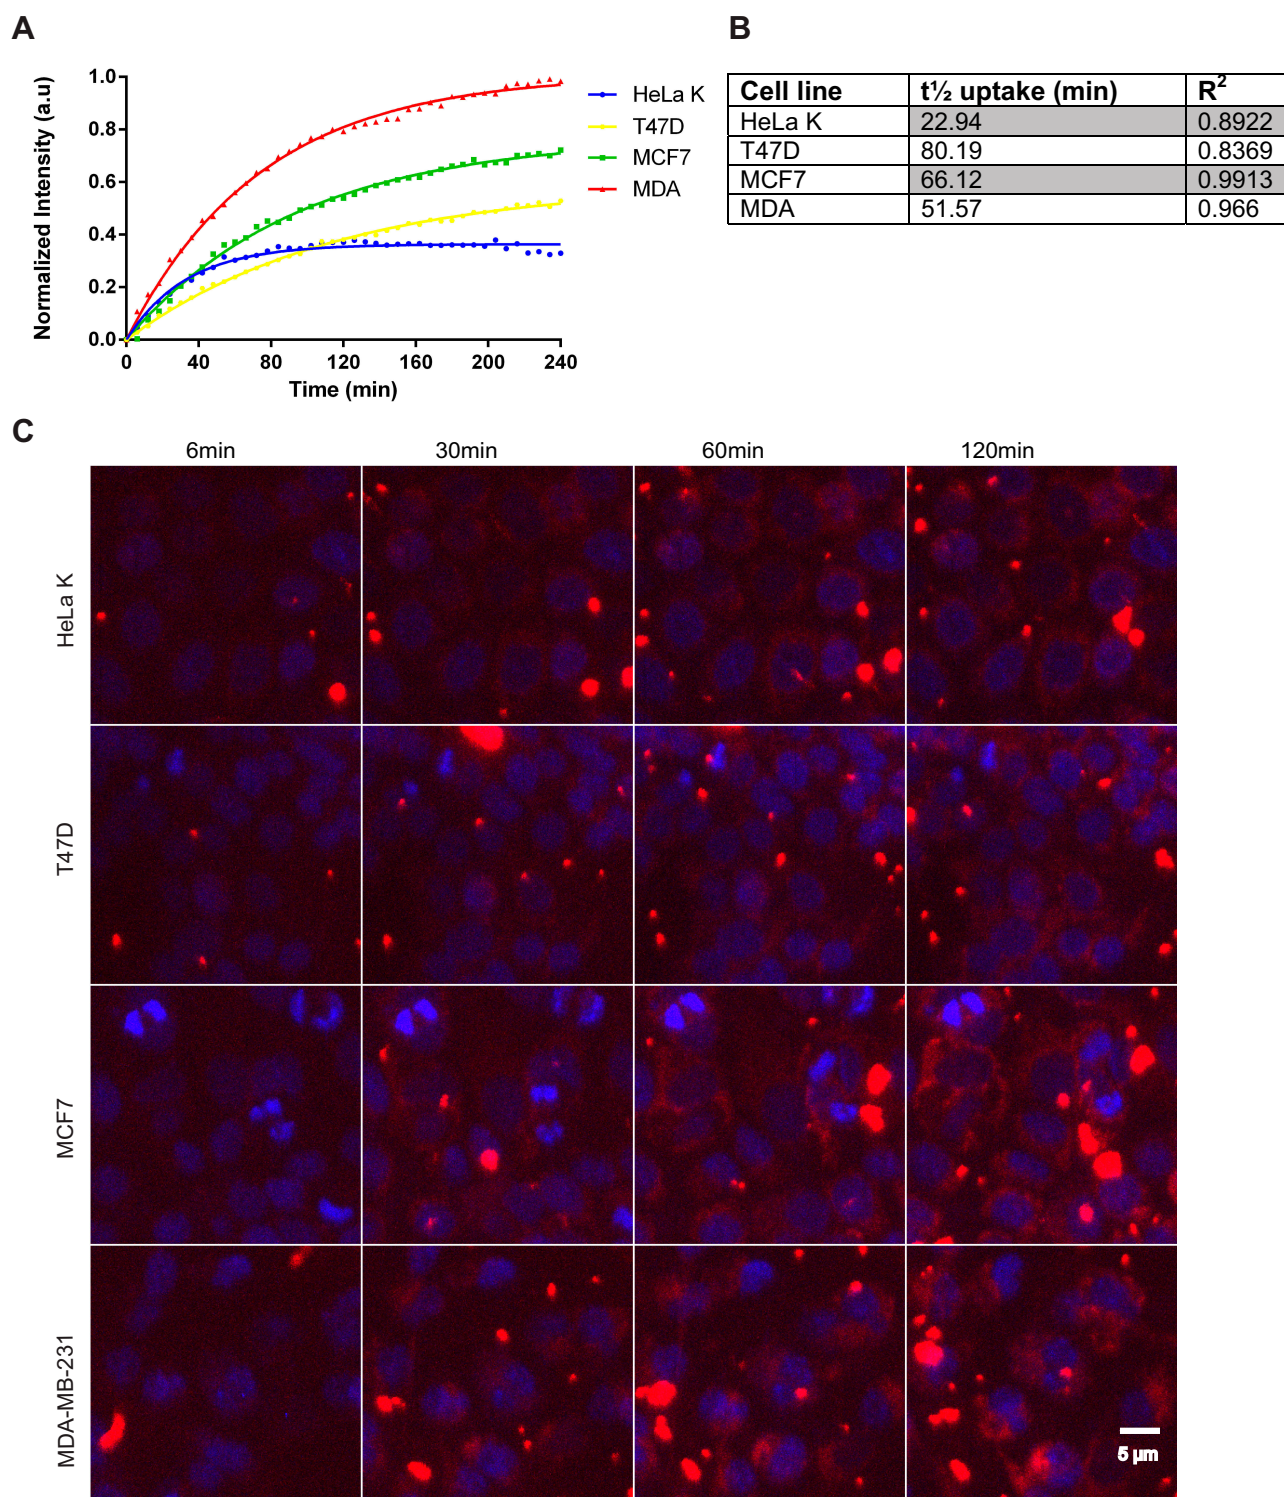 A
Normalized Intensity (a.u)
1.0
0.8
0.6
0.4
0.2
0.0
0 40 80 120 160 200 240
Time (min)
HeLa K
T47D
MCF7
MDA
B
Cell line t½ uptake (min) R²
HeLa K 22.94 0.8922
T47D 80.19 0.8369
MCF7 66.12 0.9913
MDA 51.57 0.966
C
6min 30min 60min 120min
HeLa K
T47D
MCF7
MDA-MB-231
5 µm